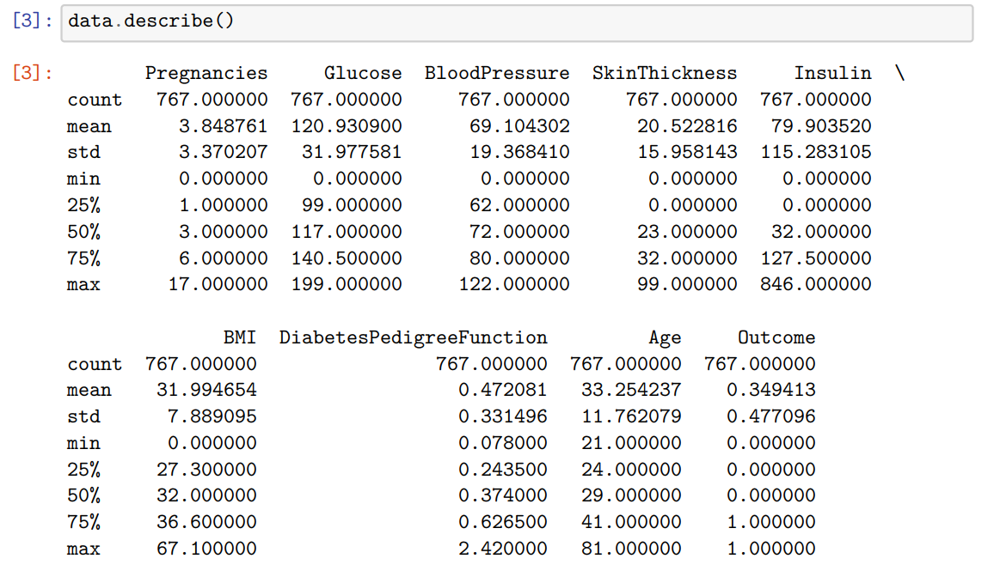 [3]: data.describe()
[3]:
Pregnancies Glucose BloodPressure SkinThickness Insulin \
count 767.000000 767.000000 767.000000 767.000000 767.000000
mean 3.848761 120.930900 69.104302 20.522816 79.903520
std 3.370207 31.977581 19.368410 15.958143 115.283105
min 0.000000 0.000000 0.000000 0.000000 0.000000
25% 1.000000 99.000000 62.000000 0.000000 0.000000
50% 3.000000 117.000000 72.000000 23.000000 32.000000
75% 6.000000 140.500000 80.000000 32.000000 127.500000
max 17.000000 199.000000 122.000000 99.000000 846.000000
BMI DiabetesPedigreeFunction Age Outcome
count 767.000000 767.000000 767.000000 767.000000
mean 31.994654 0.472081 33.254237 0.349413
std 7.889095 0.331496 11.762079 0.477096
min 0.000000 0.078000 21.000000 0.000000
25% 27.300000 0.243500 24.000000 0.000000
50% 32.000000 0.374000 29.000000 0.000000
75% 36.600000 0.626500 41.000000 1.000000
max 67.100000 2.420000 81.000000 1.000000